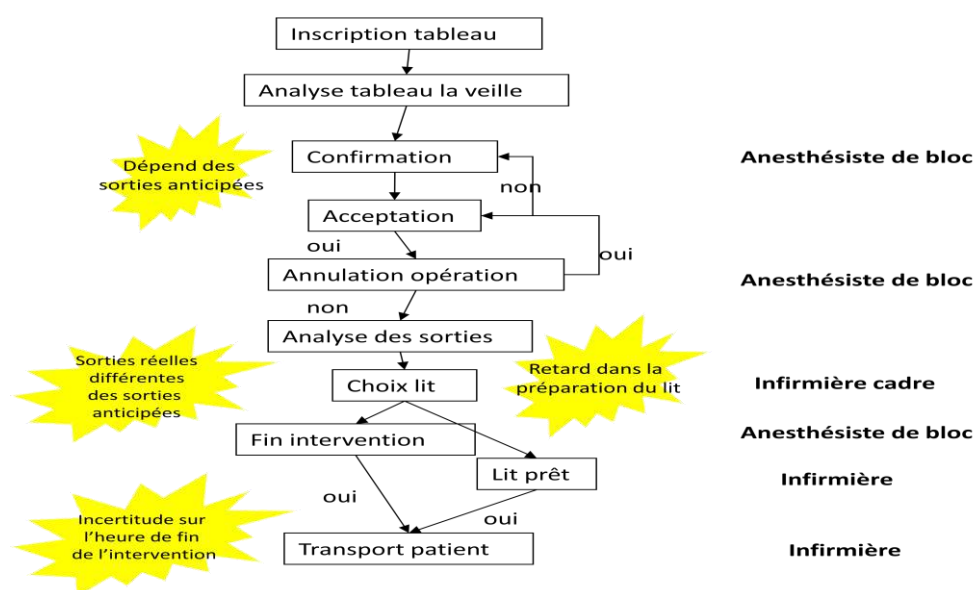 Inscription tableau
Analyse tableau la veille
Dépend des
sorties anticipées
Confirmation
Anesthésiste de bloc
non
Acceptation
oui
oui
Annulation opération
Anesthésiste de bloc
non
Analyse des sorties
Sorties réelles
différentes
des sorties
anticipées
Retard dans la
préparation du lit
Choix lit
Infirmière cadre
Fin intervention
Anesthésiste de bloc
Lit prêt
Infirmière
oui
oui
Incertitude sur
l’heure de fin
de l’intervention
Transport patient
Infirmière